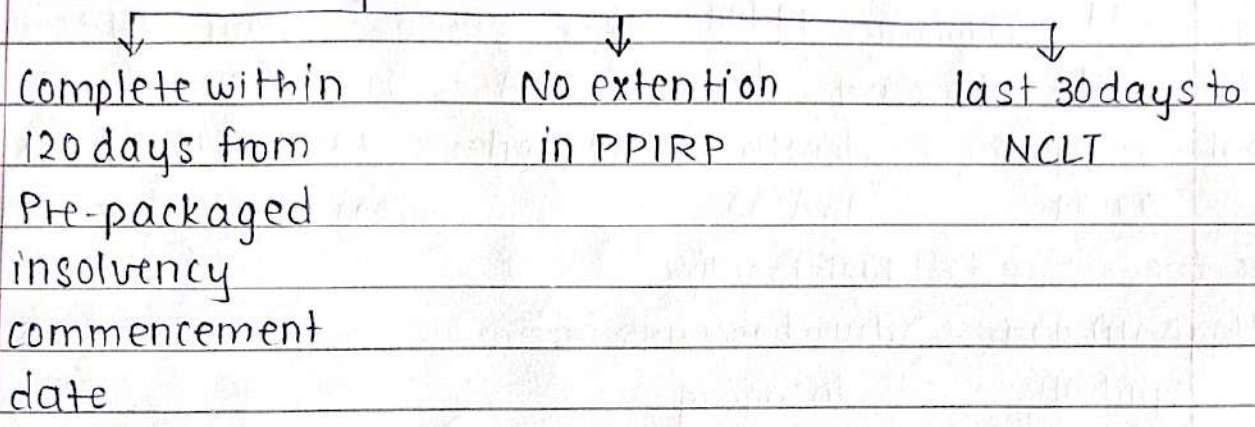 Complete within
120 days from
Pre-packaged
insolvency
commencement
date
No extention
in PPIRP
last 30 days to
NCLT